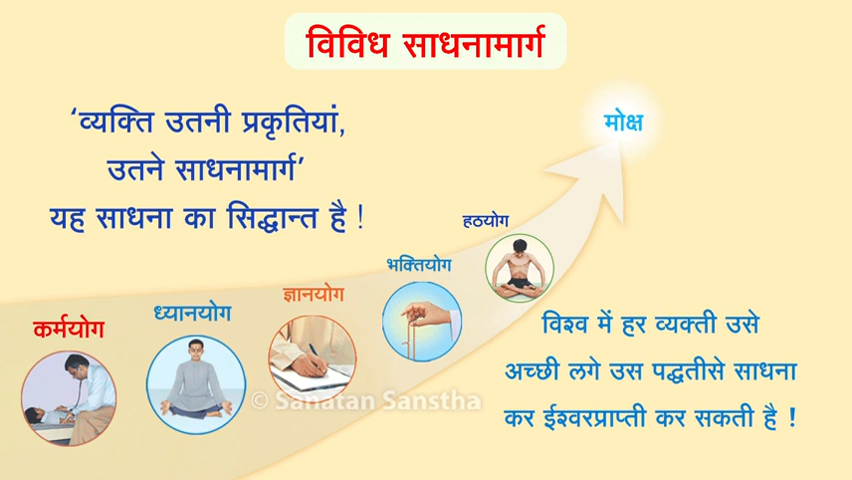 विविध साधनामार्ग
‘व्यक्ति उतनी प्रकृतियां,
उतने साधनामार्ग’
यह साधना का सिद्धान्त है !
मोक्ष
हठयोग
भक्तियोग
ज्ञानयोग
ध्यानयोग
कर्मयोग
विश्व में हर व्यक्ती उसे
अच्छी लगे उस पद्धतीसे साधना
कर ईश्वरप्राप्ती कर सकती है !
© Sanatan Sanstha